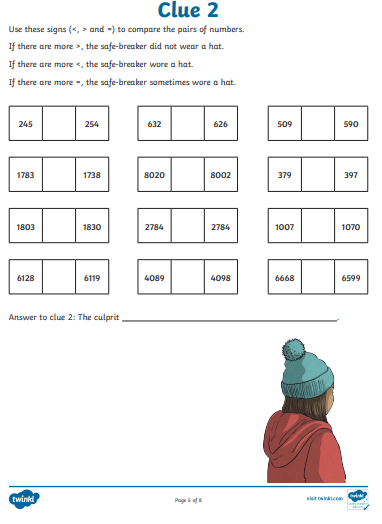 Clue 2
Use these signs (<, > and =) to compare the pairs of numbers.
If there are more >, the safe-breaker did not wear a hat.
If there are more <, the safe-breaker wore a hat.
If there are more =, the safe-breaker sometimes wore a hat.
245 254 632 626 509 590
1783 1738 8020 8002 379 397
1803 1830 2784 2784 1007 1070
6128 6119 4089 4098 6668 6599
Answer to clue 2: The culprit ______________________________.
twinkl Page 5 of 8 visit twinkl.com twinkl